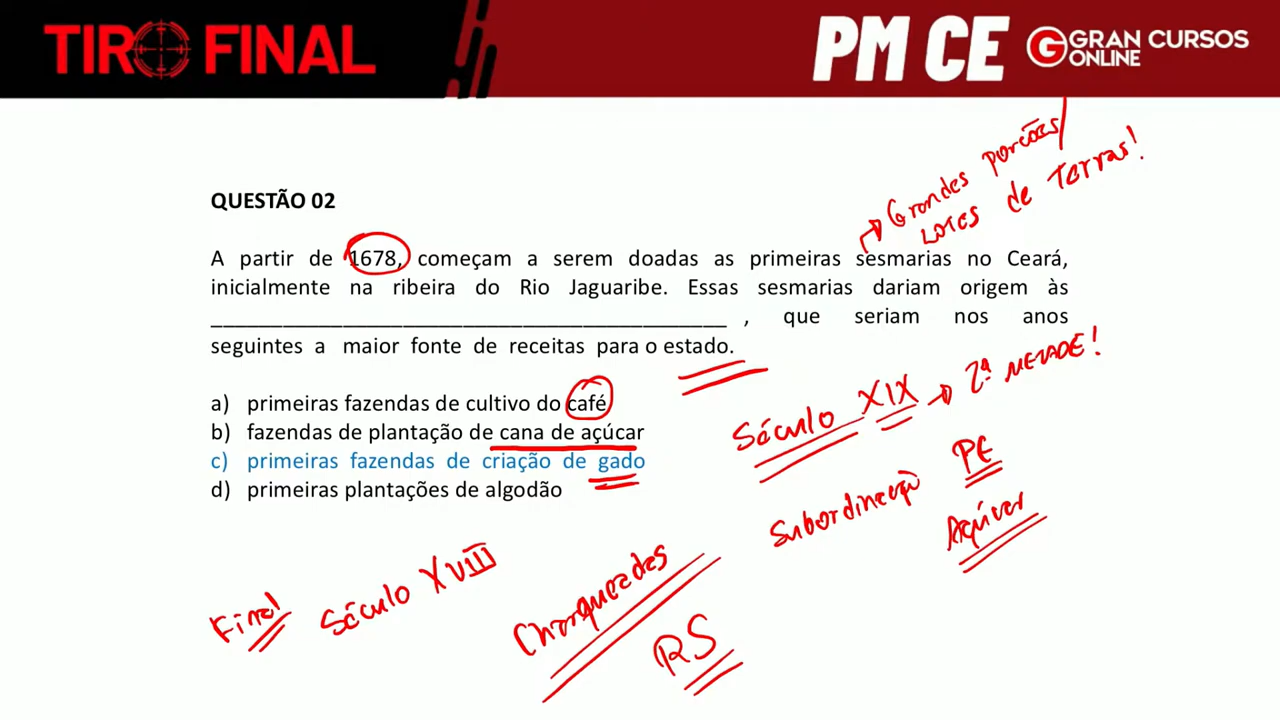 TIRO FINAL
PM CE
GRAN CURSOS
ONLINE
Grandes porções/
Lotes de Terras!
QUESTÃO 02
A partir de 1678, começam a serem doadas as primeiras sesmarias no Ceará,
inicialmente na ribeira do Rio Jaguaribe. Essas sesmarias dariam origem às
___________________________________________ , que seriam nos anos
seguintes a maior fonte de receitas para o estado.
a) primeiras fazendas de cultivo do café
b) fazendas de plantação de cana de açúcar
c) primeiras fazendas de criação de gado
d) primeiras plantações de algodão
Século XIX → 2ª METADE!
Subordinação PE
Açúcar
Final Século XVIII
Charqueadas
RS